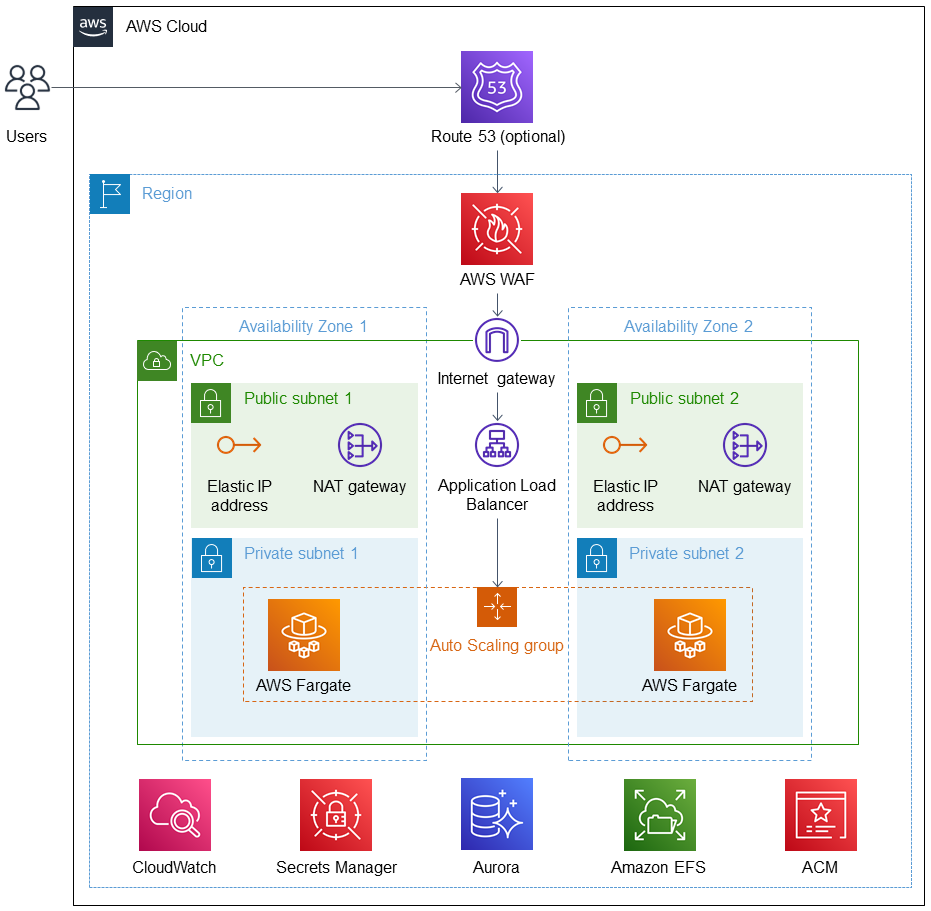 aws
AWS Cloud
Users
53
Route 53 (optional)
Region
AWS WAF
Availability Zone 1
Availability Zone 2
VPC
Internet gateway
Public subnet 1
Public subnet 2
Elastic IP
address
NAT gateway
Application Load
Balancer
Elastic IP
address
NAT gateway
Private subnet 1
Private subnet 2
Auto Scaling group
AWS Fargate
AWS Fargate
CloudWatch
Secrets Manager
Aurora
Amazon EFS
ACM